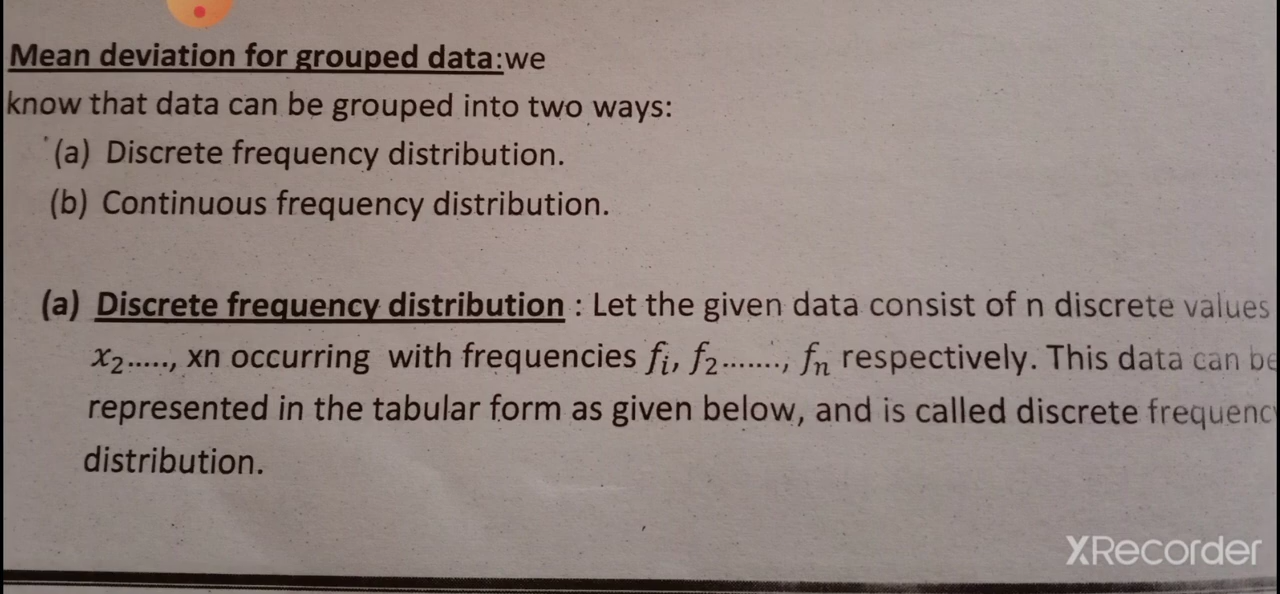 Mean deviation for grouped data:we
know that data can be grouped into two ways:
(a) Discrete frequency distribution.
(b) Continuous frequency distribution.
(a) Discrete frequency distribution : Let the given data consist of n discrete values
x₂....., xn occurring with frequencies fᵢ, f₂......., fₙ respectively. This data can be
represented in the tabular form as given below, and is called discrete frequenc
distribution.
XRecorder